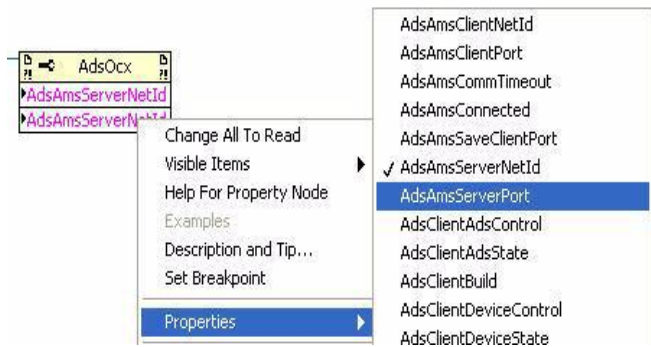 AdsOcx
AdsAmsServerNetId
AdsAmsServerNetId
Change All To Read
Visible Items
Help For Property Node
Examples
Description and Tip...
Set Breakpoint
Properties
AdsAmsClientNetId
AdsAmsClientPort
AdsAmsCommTimeout
AdsAmsConnected
AdsAmsSaveClientPort
AdsAmsServerNetId
AdsAmsServerPort
AdsClientAdsControl
AdsClientAdsState
AdsClientBuild
AdsClientDeviceControl
AdsClientDeviceState